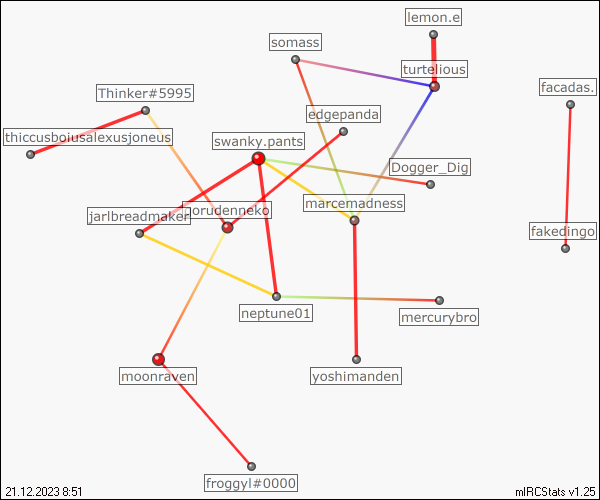 lemon.e
somass
turtelious
facadas.
Thinker#5995
edgepanda
thiccusboiusalexusjoneus
swanky.pants
Dogger_Dig
marcemadness
jarlbreadmaker
orudenneko
fakedingo
neptune01
mercurybro
moonraven
yoshimanden
froggyl#0000
21.12.2023 8:51
mIRCStats v1.25